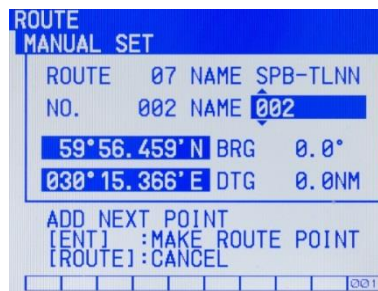 ROUTE
MANUAL SET
ROUTE 07 NAME SPB-TLNN
NO. 002 NAME 002
59°56.459'N BRG 0.0°
030°15.366'E DTG 0.0NM
ADD NEXT POINT
[ENT] :MAKE ROUTE POINT
[ROUTE]:CANCEL
001